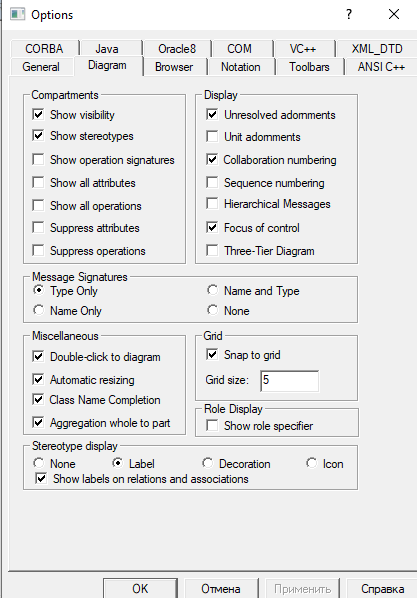 Options
?
CORBA Java Oracle8 COM VC++ XML_DTD
General Diagram Browser Notation Toolbars ANSI C++
Compartments
Show visibility
Show stereotypes
Show operation signatures
Show all attributes
Show all operations
Suppress attributes
Suppress operations
Display
Unresolved adornments
Unit adornments
Collaboration numbering
Sequence numbering
Hierarchical Messages
Focus of control
Three-Tier Diagram
Message Signatures
Type Only Name and Type
Name Only None
Miscellaneous
Double-click to diagram
Automatic resizing
Class Name Completion
Aggregation whole to part
Grid
Snap to grid
Grid size: 5
Role Display
Show role specifier
Stereotype display
None Label Decoration Icon
Show labels on relations and associations
OK Отмена Применить Справка